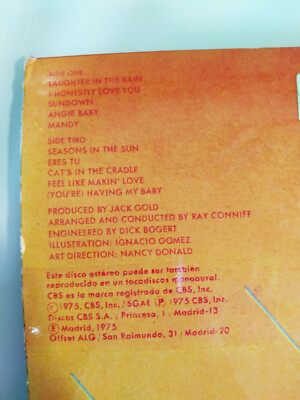 SIDE ONE
LAUGHTER IN THE RAIN
I HONESTLY LOVE YOU
SUNDOWN
ANGIE BABY
MANDY
SIDE TWO
SEASONS IN THE SUN
ERES TU
CAT'S IN THE CRADLE
FEEL LIKE MAKIN' LOVE
(YOU'RE) HAVING MY BABY
PRODUCED BY JACK GOLD
ARRANGED AND CONDUCTED BY RAY CONNIFF
ENGINEERED BY DICK BOGERT
ILLUSTRATION: IGNACIO GOMEZ
ART DIRECTION: NANCY DONALD
Este disco estéreo puede ser también
reproducido en un tocadiscos monoaural.
CBS es la marca registrada de CBS, Inc.
©1975, CBS, Inc./SGAE Ⓟ 1975 CBS, Inc.
Discos CBS S.A.; Princesa, 1; Madrid-13
Ⓔ Madrid, 1975
Offset ALG / San Raimundo, 31; Madrid-20